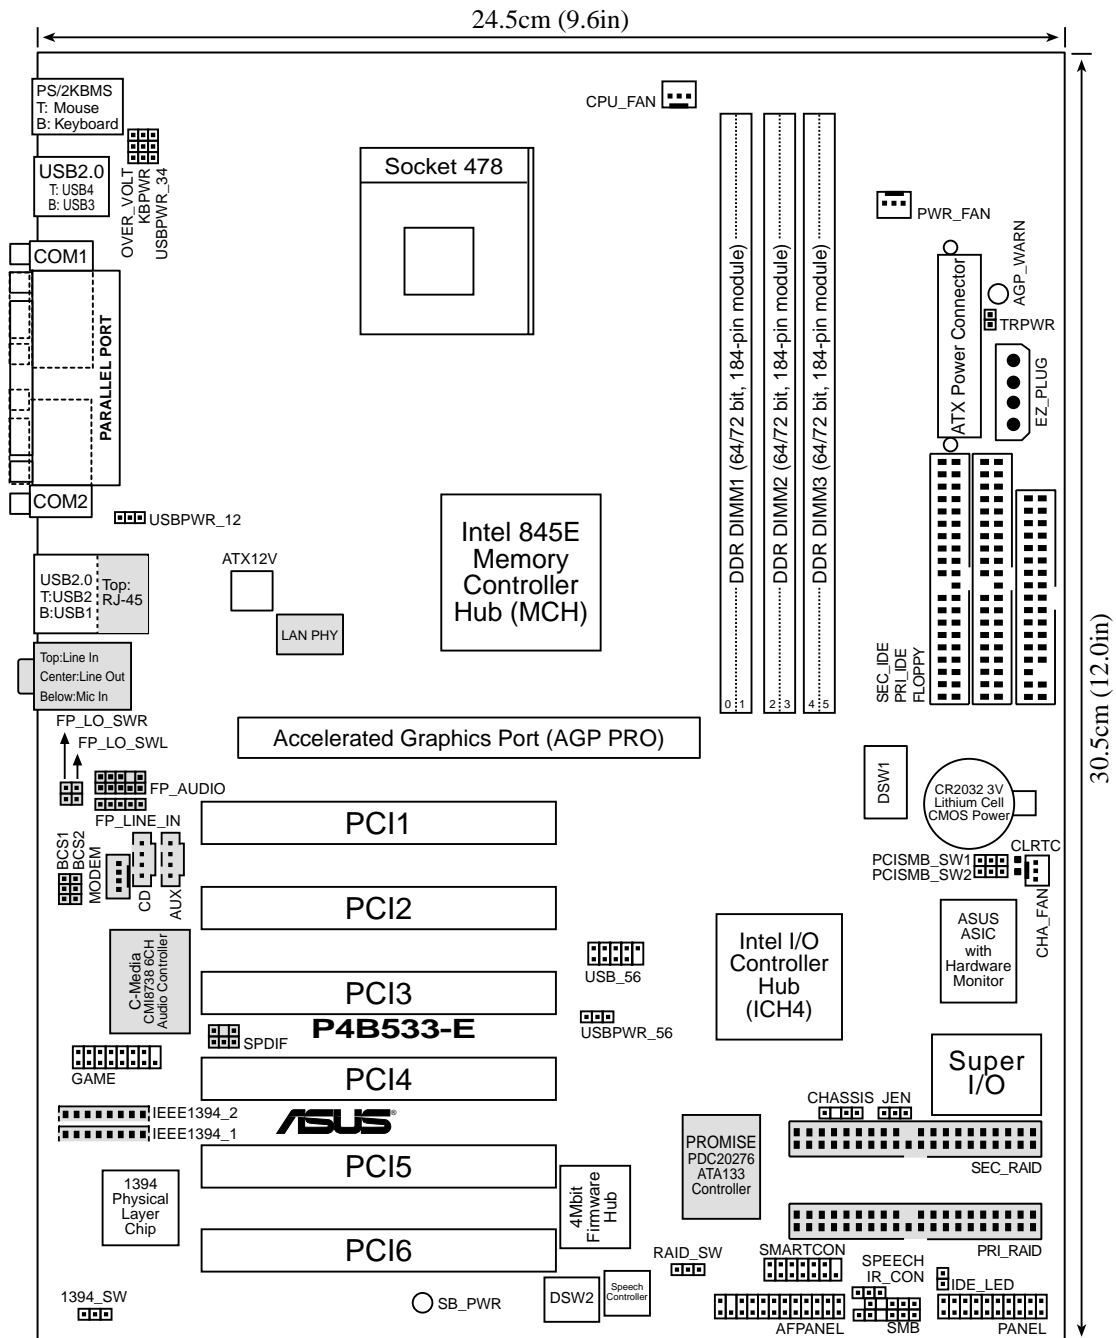 24.5cm (9.6in)
PS/2KBMS
T: Mouse
B: Keyboard
CPU_FAN
USB2.0
T: USB4
B: USB3
OVER_VOLT
KBPWR
USBPWR_34
Socket 478
PWR_FAN
COM1
PARALLEL PORT
COM2
AGP_WARN
TRPWR
ATX Power Connector
EZ_PLUG
DDR DIMM1 (64/72 bit, 184-pin module)
DDR DIMM2 (64/72 bit, 184-pin module)
DDR DIMM3 (64/72 bit, 184-pin module)
0 1
2 3
4 5
USBPWR_12
ATX12V
Intel 845E
Memory
Controller
Hub (MCH)
USB2.0
T:USB2
B:USB1
Top:
RJ-45
LAN PHY
Top:Line In
Center:Line Out
Below:Mic In
SEC_IDE
PRI_IDE
FLOPPY
30.5cm (12.0in)
FP_LO_SWR
FP_LO_SWL
Accelerated Graphics Port (AGP PRO)
FP_AUDIO
FP_LINE_IN
DSW1
CR2032 3V
Lithium Cell
CMOS Power
PCI1
BCS1
BCS2
MODEM
CD
AUX
PCISMB_SW1
PCISMB_SW2
CLRTC
CHA_FAN
PCI2
C-Media
CMI8738 6CH
Audio Controller
USB_56
Intel I/O
Controller
Hub
(ICH4)
ASUS
ASIC
with
Hardware
Monitor
PCI3
SPDIF
P4B533-E
USBPWR_56
GAME
PCI4
Super
I/O
IEEE1394_2
IEEE1394_1
ASUS®
CHASSIS
JEN
PROMISE
PDC20276
ATA133
Controller
SEC_RAID
PCI5
1394
Physical
Layer
Chip
4Mbit
Firmware
Hub
PRI_RAID
PCI6
RAID_SW
SMARTCON
SPEECH
IR_CON
IDE_LED
1394_SW
SB_PWR
DSW2
Speech
Controller
AFPANEL
SMB
PANEL